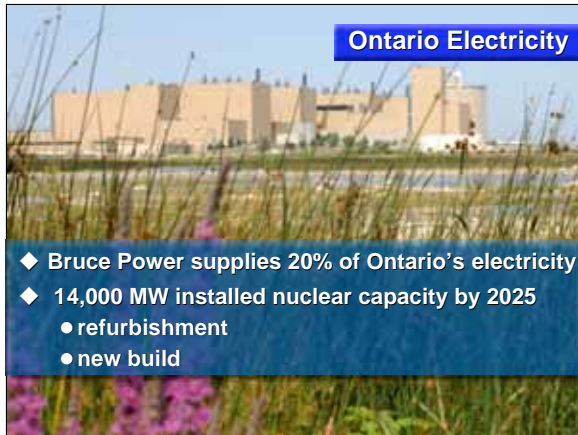 Ontario Electricity
◆ Bruce Power supplies 20% of Ontario's electricity
◆ 14,000 MW installed nuclear capacity by 2025
● refurbishment
● new build